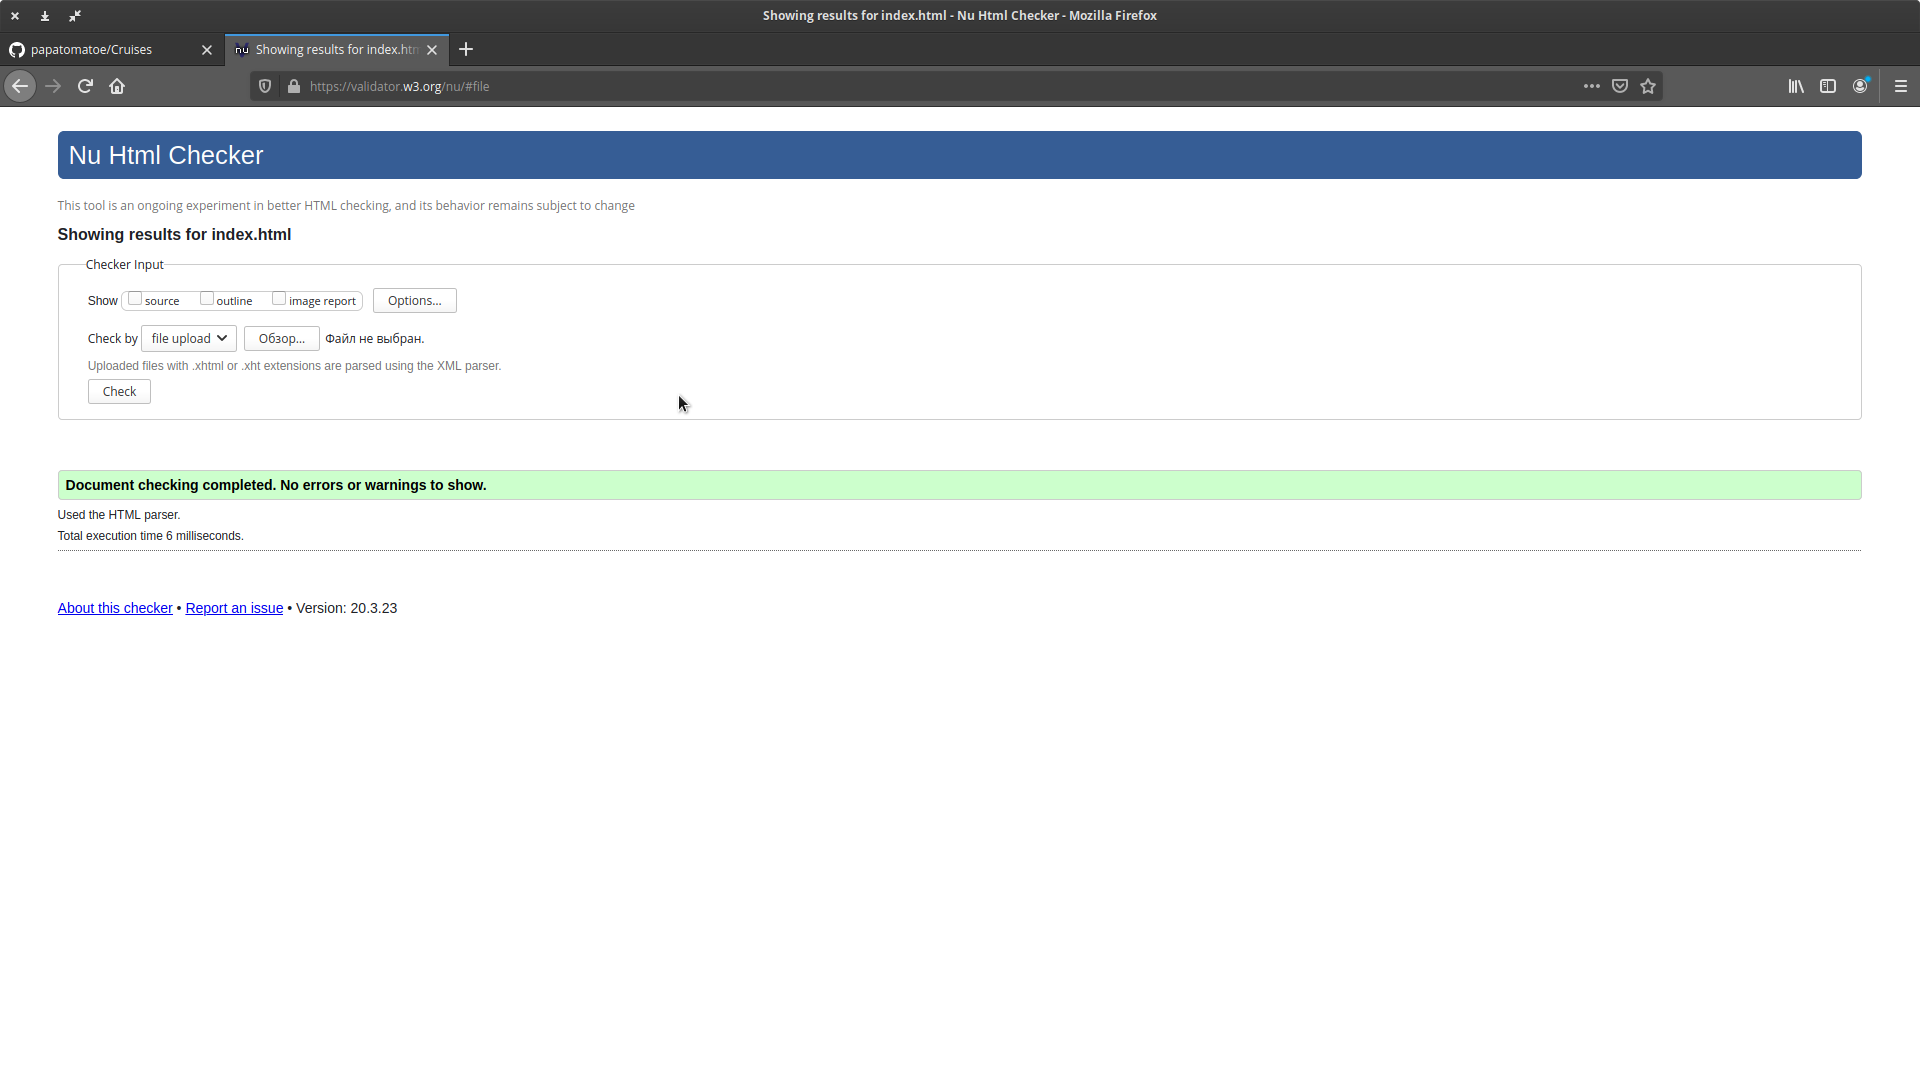 Showing results for index.html - Nu Html Checker - Mozilla Firefox
papatomatoe/Cruises
nu Showing results for index.htm
https://validator.w3.org/nu/#file
Nu Html Checker
This tool is an ongoing experiment in better HTML checking, and its behavior remains subject to change
Showing results for index.html
Checker Input
Show source outline image report Options...
Check by file upload Обзор... Файл не выбран.
Uploaded files with .xhtml or .xht extensions are parsed using the XML parser.
Check
Document checking completed. No errors or warnings to show.
Used the HTML parser.
Total execution time 6 milliseconds.
About this checker • Report an issue • Version: 20.3.23